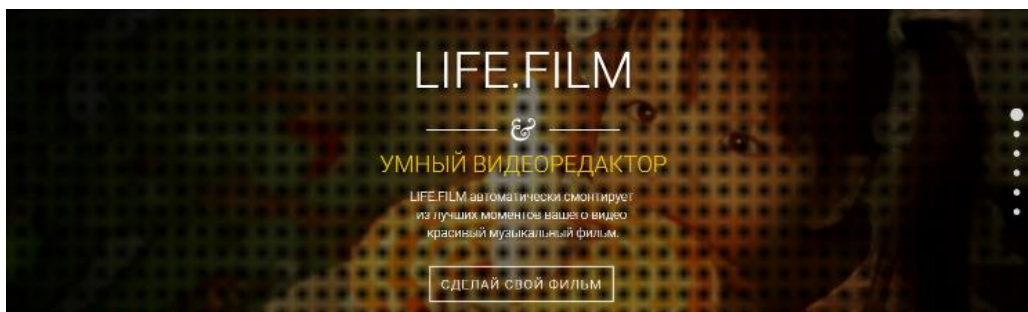 LIFE.FILM
&
УМНЫЙ ВИДЕОРЕДАКТОР
LIFE.FILM автоматически смонтирует
из лучших моментов вашего видео
красивый музыкальный фильм.
СДЕЛАЙ СВОЙ ФИЛЬМ